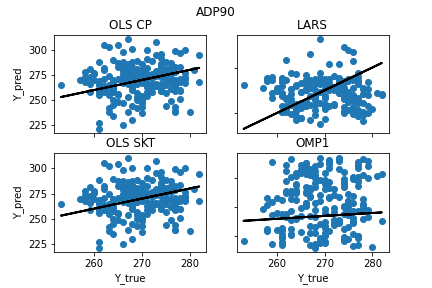 ADP90
OLS CP
LARS
300
275
250
225
Y_pred
OLS SKT
OMP1
300
275
250
225
Y_pred
260 270 280
260 270 280
Y_true
Y_true